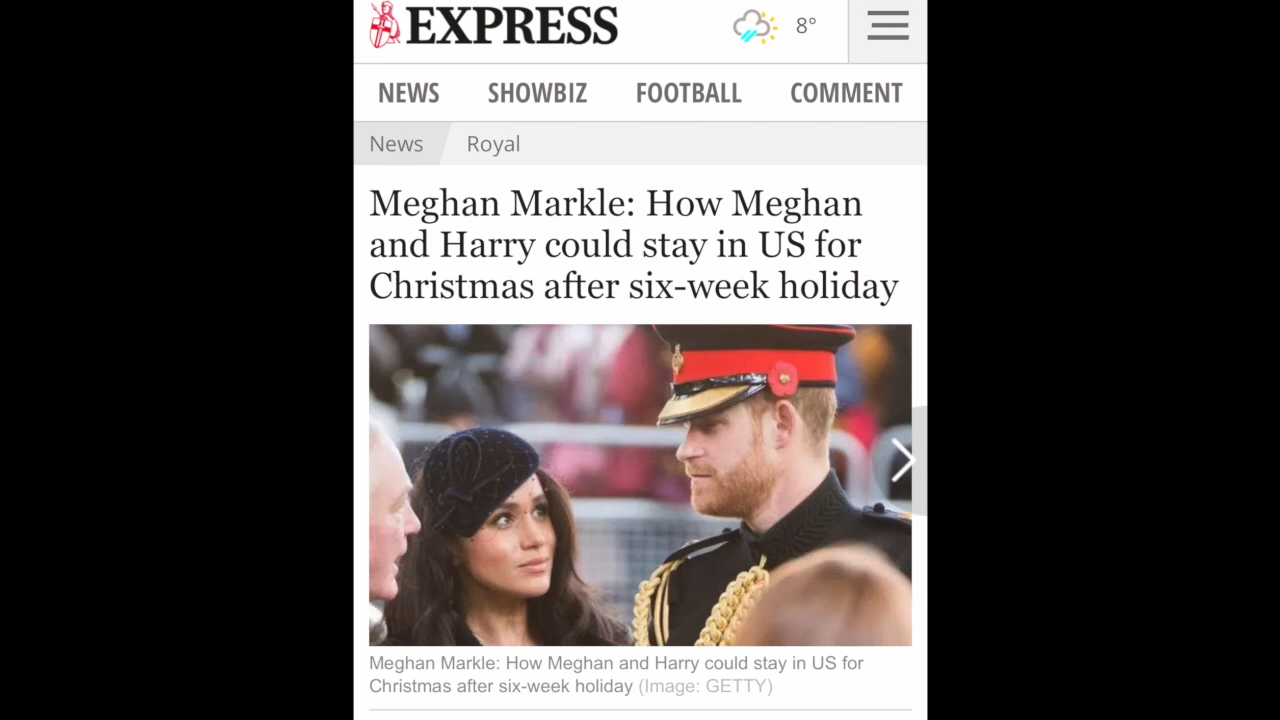 EXPRESS
8°
NEWS SHOWBIZ FOOTBALL COMMENT
News Royal
Meghan Markle: How Meghan
and Harry could stay in US for
Christmas after six-week holiday
Meghan Markle: How Meghan and Harry could stay in US for
Christmas after six-week holiday (Image: GETTY)